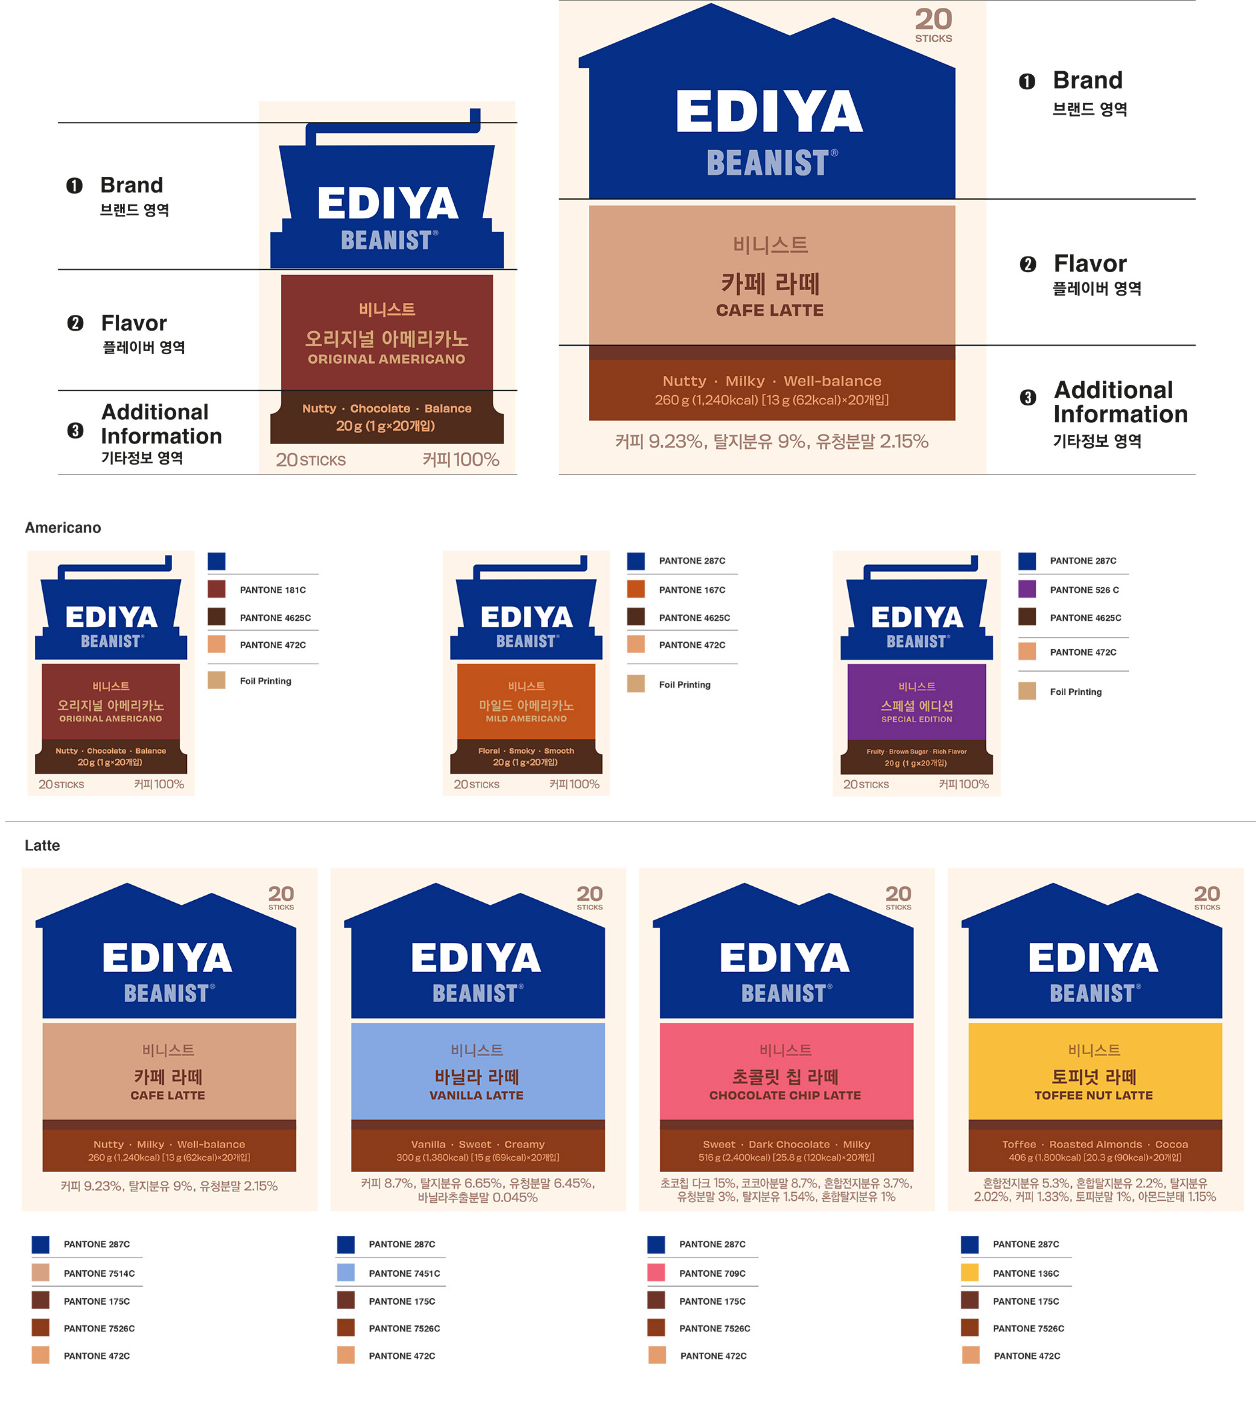 ❶ Brand
브랜드 영역
❷ Flavor
플레이버 영역
❸ Additional
Information
기타정보 영역
EDIYA
BEANIST®
비니스트
오리지널 아메리카노
ORIGINAL AMERICANO
Nutty · Chocolate · Balance
20g (1g×20개입)
20STICKS 커피100%
20
STICKS
EDIYA
BEANIST®
비니스트
카페 라떼
CAFE LATTE
Nutty · Milky · Well-balance
260g (1,240kcal) [13g (62kcal)×20개입]
커피 9.23%, 탈지분유 9%, 유청분말 2.15%
❶ Brand
브랜드 영역
❷ Flavor
플레이버 영역
❸ Additional
Information
기타정보 영역
Americano
EDIYA
BEANIST®
비니스트
오리지널 아메리카노
ORIGINAL AMERICANO
Nutty · Chocolate · Balance
20g (1g×20개입)
20STICKS 커피100%
PANTONE 181C
PANTONE 4625C
PANTONE 472C
Foil Printing
EDIYA
BEANIST®
비니스트
마일드 아메리카노
MILD AMERICANO
Floral · Smoky · Smooth
20g (1g×20개입)
20STICKS 커피100%
PANTONE 287C
PANTONE 167C
PANTONE 4625C
PANTONE 472C
Foil Printing
EDIYA
BEANIST®
비니스트
스페셜 에디션
SPECIAL EDITION
Fruity · Brown Sugar · Rich Flavor
20g (1g×20개입)
20STICKS 커피100%
PANTONE 287C
PANTONE 526 C
PANTONE 4625C
PANTONE 472C
Foil Printing
Latte
20
STICKS
EDIYA
BEANIST®
비니스트
카페 라떼
CAFE LATTE
Nutty · Milky · Well-balance
260g (1,240kcal) [13g (62kcal)×20개입]
커피 9.23%, 탈지분유 9%, 유청분말 2.15%
PANTONE 287C
PANTONE 7514C
PANTONE 175C
PANTONE 7526C
PANTONE 472C
20
STICKS
EDIYA
BEANIST®
비니스트
바닐라 라떼
VANILLA LATTE
Vanilla · Sweet · Creamy
300g (1,380kcal) [15g (69kcal)×20개입]
커피 8.7%, 탈지분유 6.65%, 유청분말 6.45%,
바닐라추출분말 0.045%
PANTONE 287C
PANTONE 7451C
PANTONE 175C
PANTONE 7526C
PANTONE 472C
20
STICKS
EDIYA
BEANIST®
비니스트
초콜릿 칩 라떼
CHOCOLATE CHIP LATTE
Sweet · Dark Chocolate · Milky
516g (2,400kcal) [25.8g (120kcal)×20개입]
초코칩 다크 15%, 코코아분말 8.7%, 혼합전지분유 3.7%,
유청분말 3%, 탈지분유 1.54%, 혼합탈지분유 1%
PANTONE 287C
PANTONE 709C
PANTONE 175C
PANTONE 7526C
PANTONE 472C
20
STICKS
EDIYA
BEANIST®
비니스트
토피넛 라떼
TOFFEE NUT LATTE
Toffee · Roasted Almonds · Cocoa
406g (1,800kcal) [20.3g (90kcal)×20개입]
혼합전지분유 5.3%, 혼합탈지분유 2.2%, 탈지분유
2.02%, 커피 1.33%, 토피분말 1%, 아몬드분태 1.15%
PANTONE 287C
PANTONE 136C
PANTONE 175C
PANTONE 7526C
PANTONE 472C